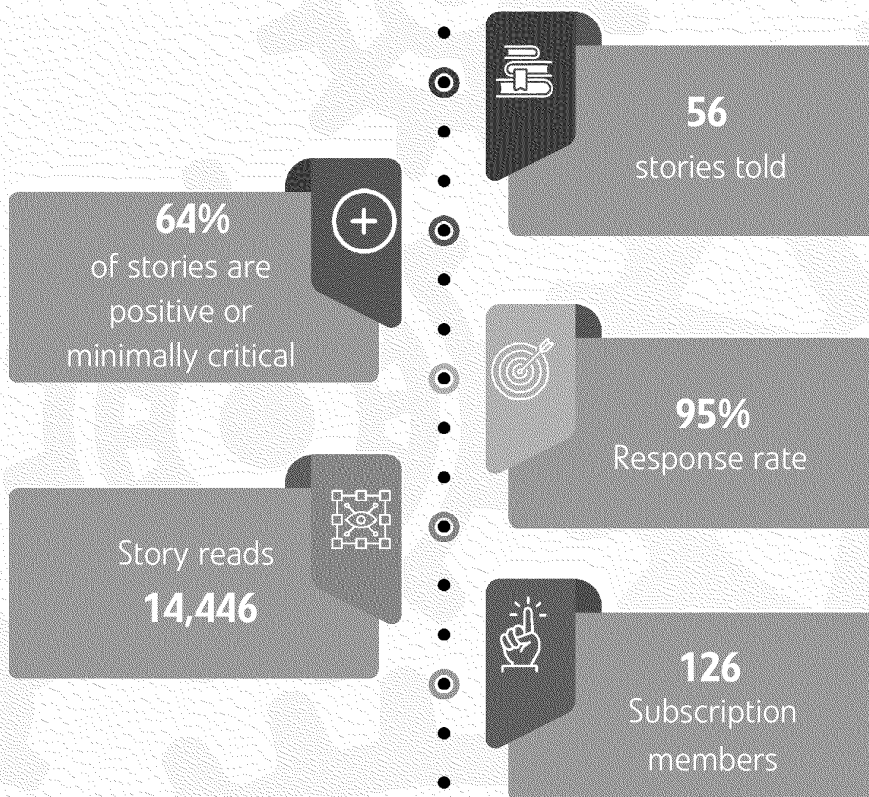 56
stories told
64%
of stories are
positive or
minimally critical
95%
Response rate
Story reads
14,446
126
Subscription
members